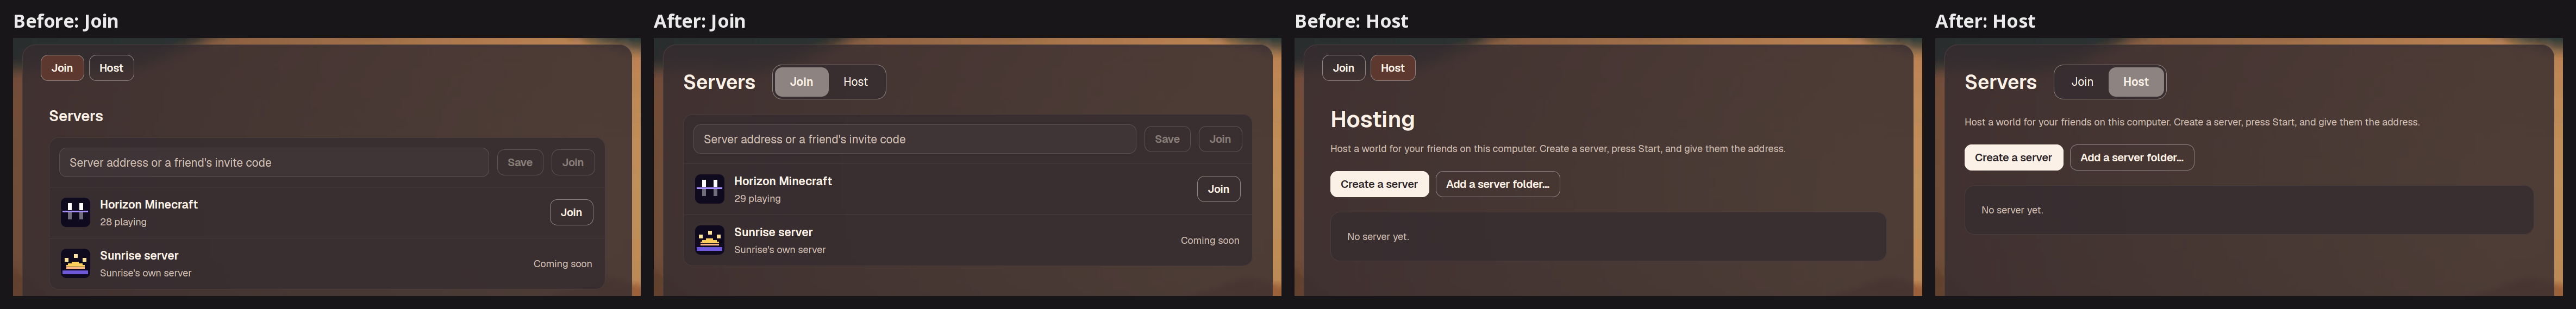 Before: Join
Join Host
Servers
Server address or a friend's invite code Save Join
Horizon Minecraft
28 playing
Join
Sunrise server
Sunrise's own server
Coming soon
After: Join
Servers Join Host
Server address or a friend's invite code Save Join
Horizon Minecraft
29 playing
Join
Sunrise server
Sunrise's own server
Coming soon
Before: Host
Join Host
Hosting
Host a world for your friends on this computer. Create a server, press Start, and give them the address.
Create a server Add a server folder...
No server yet.
After: Host
Servers Join Host
Host a world for your friends on this computer. Create a server, press Start, and give them the address.
Create a server Add a server folder...
No server yet.